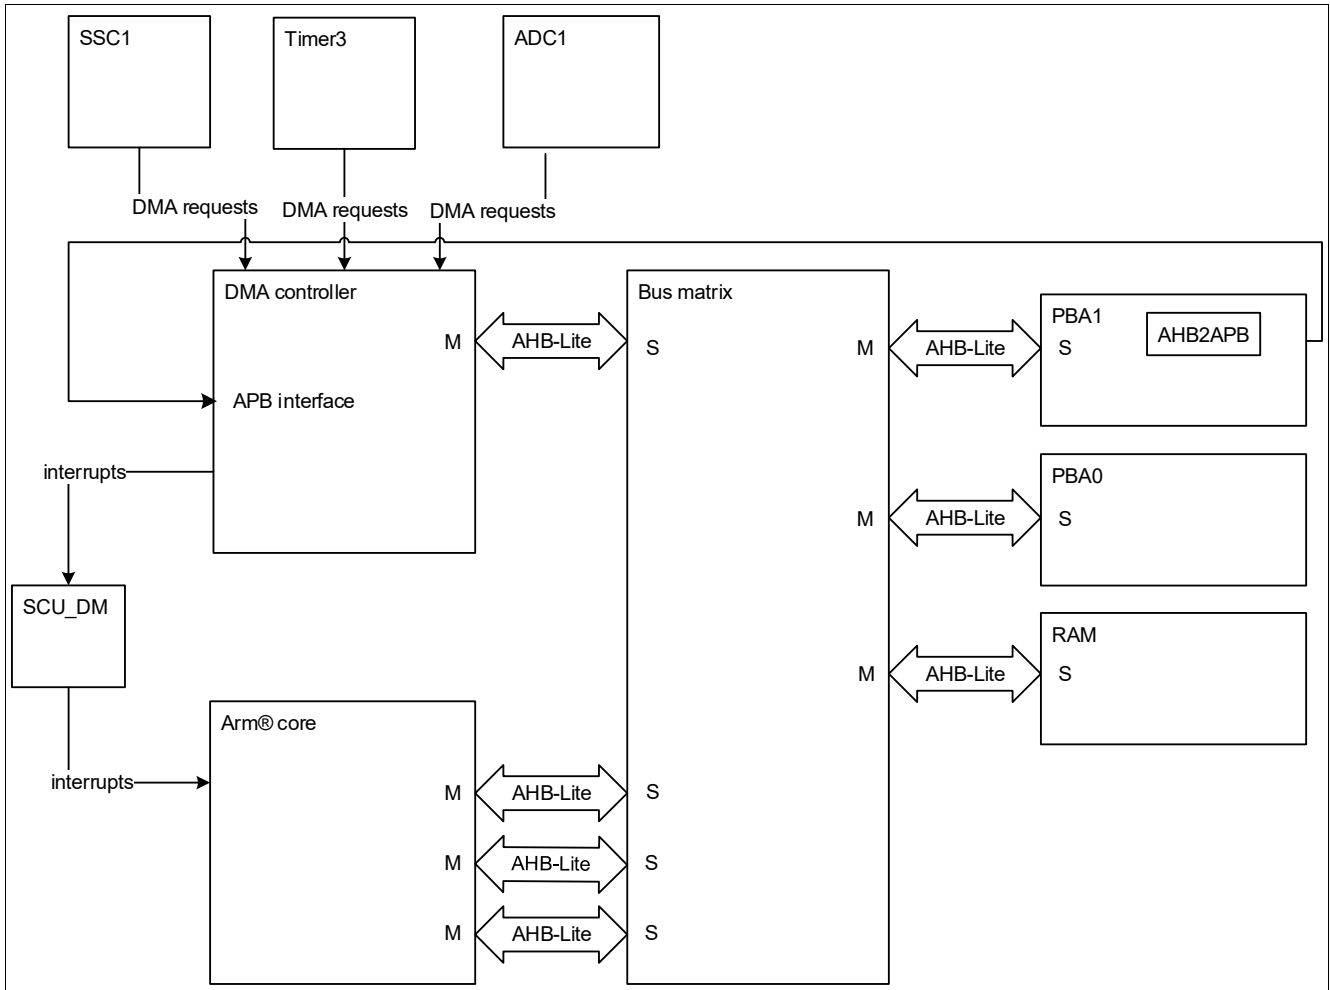 SSC1
Timer3
ADC1
DMA requests
DMA requests
DMA requests
DMA controller
M
APB interface
AHB-Lite
Bus matrix
S
M
AHB-Lite
PBA1
S
AHB2APB
interrupts
M
AHB-Lite
PBA0
S
SCU_DM
M
AHB-Lite
RAM
S
interrupts
Arm® core
M
AHB-Lite
S
M
AHB-Lite
S
M
AHB-Lite
S